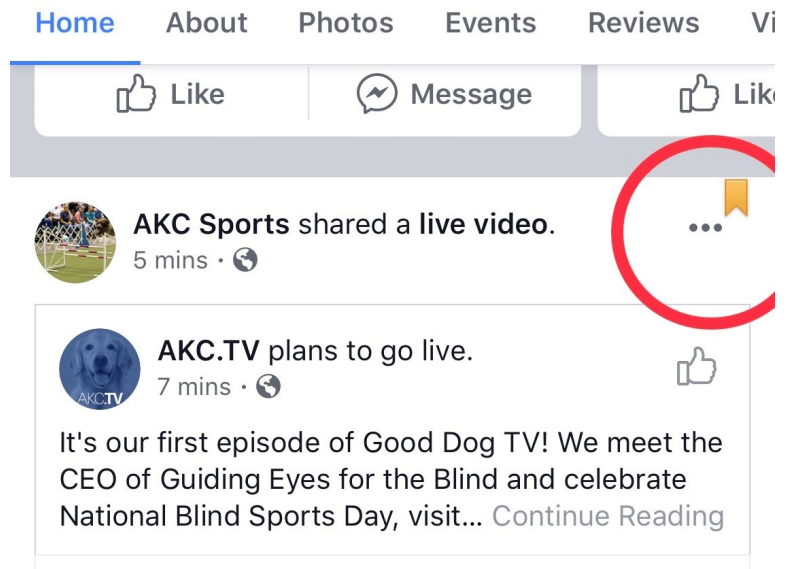 Home About Photos Events Reviews Vi
Like Message Lik
AKC Sports shared a live video.
5 mins ·
AKC.TV plans to go live.
7 mins ·
AKC.TV
It's our first episode of Good Dog TV! We meet the
CEO of Guiding Eyes for the Blind and celebrate
National Blind Sports Day, visit... Continue Reading